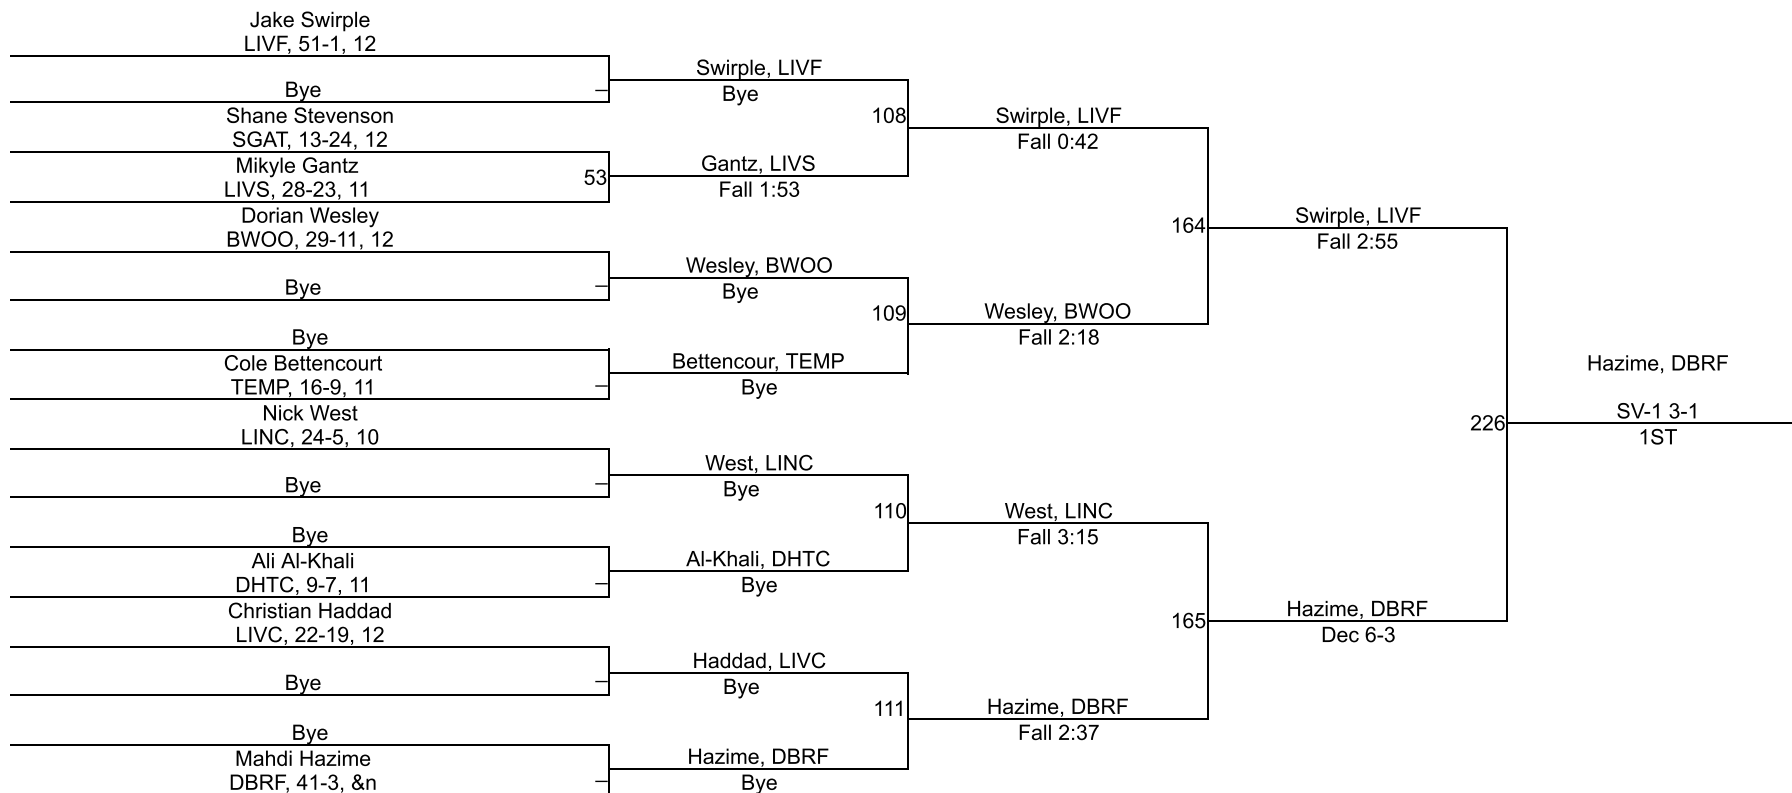 Jake Swirple
LIVF, 51-1, 12
Bye
Shane Stevenson
SGAT, 13-24, 12
Mikyle Gantz
LIVS, 28-23, 11
53
Dorian Wesley
BWOO, 29-11, 12
Bye
Bye
Cole Bettencourt
TEMP, 16-9, 11
Nick West
LINC, 24-5, 10
Bye
Bye
Ali Al-Khali
DHTC, 9-7, 11
Christian Haddad
LIVC, 22-19, 12
Bye
Bye
Mahdi Hazime
DBRF, 41-3, &n
Swirple, LIVF
Bye
108
Gantz, LIVS
Fall 1:53
Wesley, BWOO
Bye
109
Bettencour, TEMP
Bye
West, LINC
Bye
110
Al-Khali, DHTC
Bye
Haddad, LIVC
Bye
111
Hazime, DBRF
Bye
Swirple, LIVF
Fall 0:42
164
Wesley, BWOO
Fall 2:18
West, LINC
Fall 3:15
165
Hazime, DBRF
Fall 2:37
Swirple, LIVF
Fall 2:55
226
Hazime, DBRF
Dec 6-3
Hazime, DBRF
SV-1 3-1
1ST